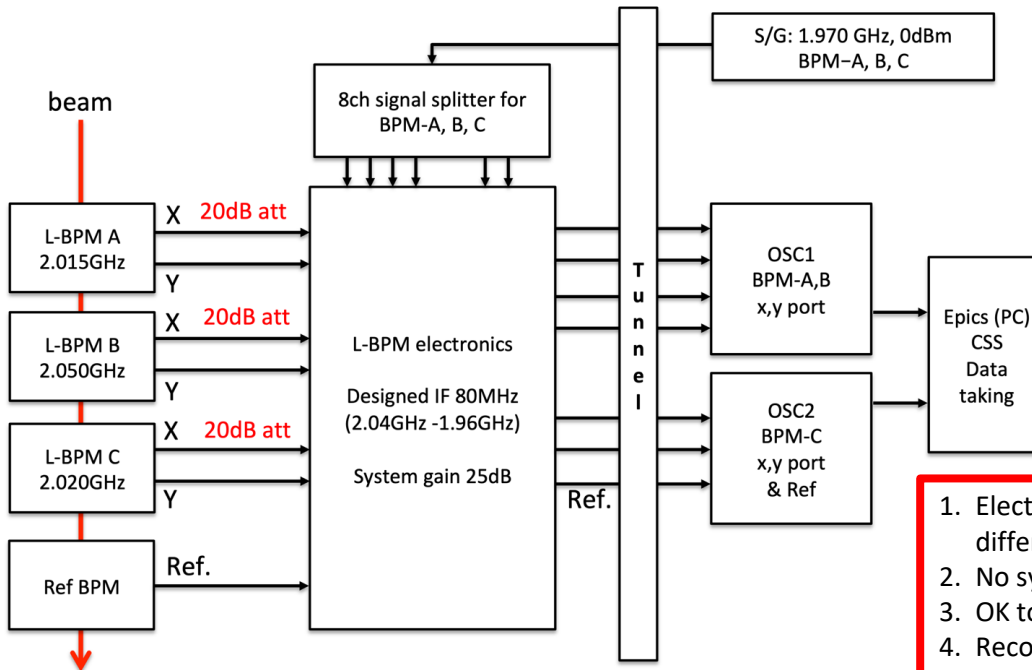 S/G: 1.970 GHz, 0dBm
BPM−A, B, C
8ch signal splitter for
BPM-A, B, C
beam
L-BPM A
2.015GHz
X
20dB att
Y
L-BPM B
2.050GHz
X
20dB att
Y
L-BPM C
2.020GHz
X
20dB att
Y
Ref BPM
Ref.
L-BPM electronics
Designed IF 80MHz
(2.04GHz -1.96GHz)
System gain 25dB
Ref.
Tunnel
OSC1
BPM-A,B
x,y port
OSC2
BPM-C
x,y port
& Ref
Epics (PC)
CSS
Data
taking
1. Elect
differ
2. No sy
3. OK to
4. Reco